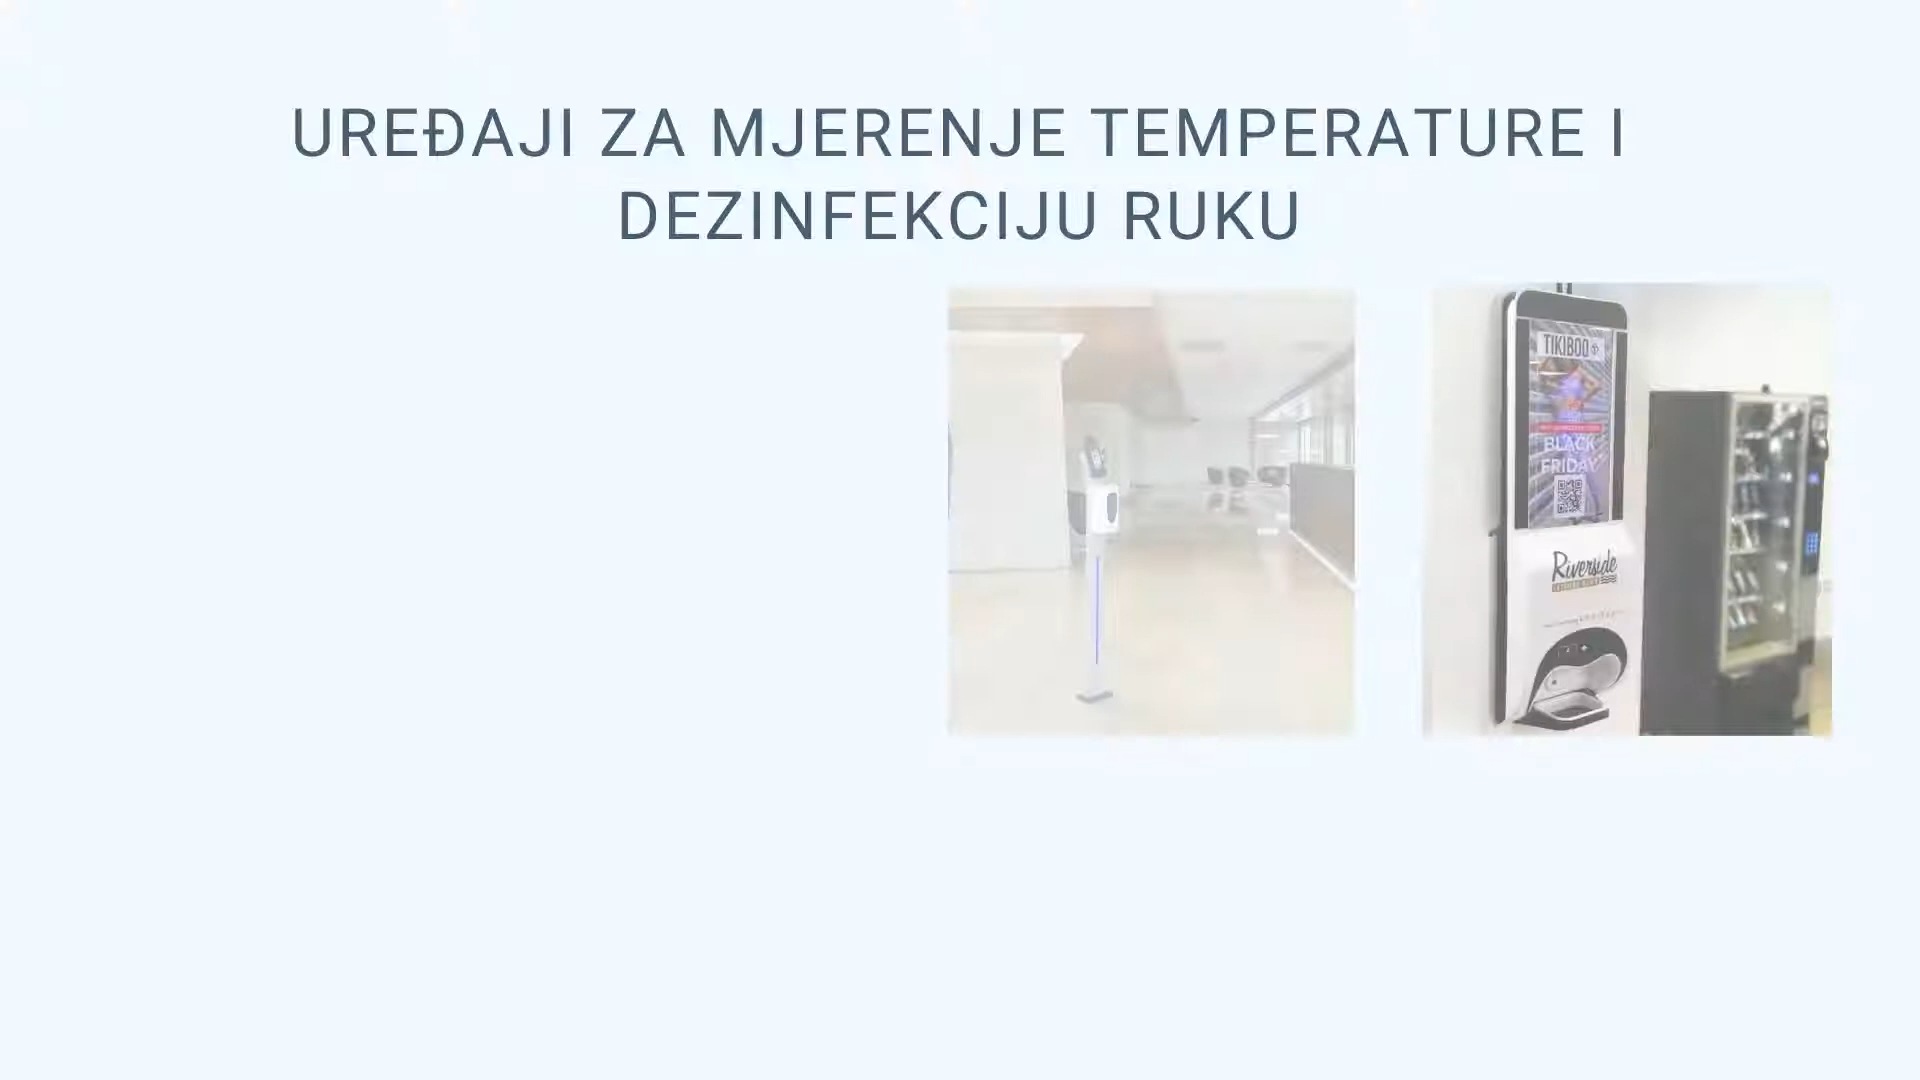 UREĐAJI ZA MJERENJE TEMPERATURE I
DEZINFEKCIJU RUKU
TIKIBOO
BLACK
FRIDAY
Riverside